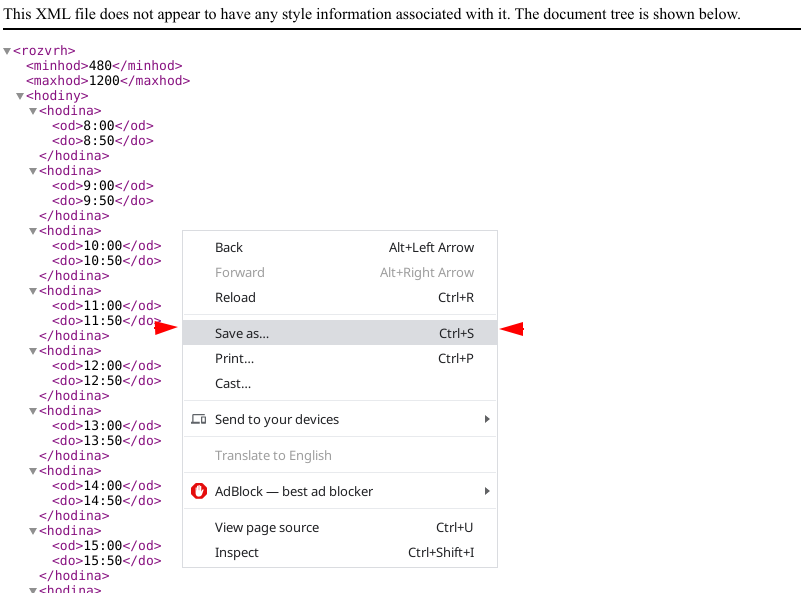 This XML file does not appear to have any style information associated with it. The document tree is shown below.
<rozvrh>
<minhod>480</minhod>
<maxhod>1200</maxhod>
<hodiny>
<hodina>
<od>8:00</od>
<do>8:50</do>
</hodina>
<hodina>
<od>9:00</od>
<do>9:50</do>
</hodina>
<hodina>
<od>10:00</od>
<do>10:50</do>
</hodina>
<hodina>
<od>11:00</od>
<do>11:50</do>
</hodina>
<hodina>
<od>12:00</od>
<do>12:50</do>
</hodina>
<hodina>
<od>13:00</od>
<do>13:50</do>
</hodina>
<hodina>
<od>14:00</od>
<do>14:50</do>
</hodina>
<hodina>
<od>15:00</od>
<do>15:50</do>
</hodina>
<hodina>
Back Alt+Left Arrow
Forward Alt+Right Arrow
Reload Ctrl+R
Save as... Ctrl+S
Print... Ctrl+P
Cast...
Send to your devices
Translate to English
AdBlock — best ad blocker
View page source Ctrl+U
Inspect Ctrl+Shift+I